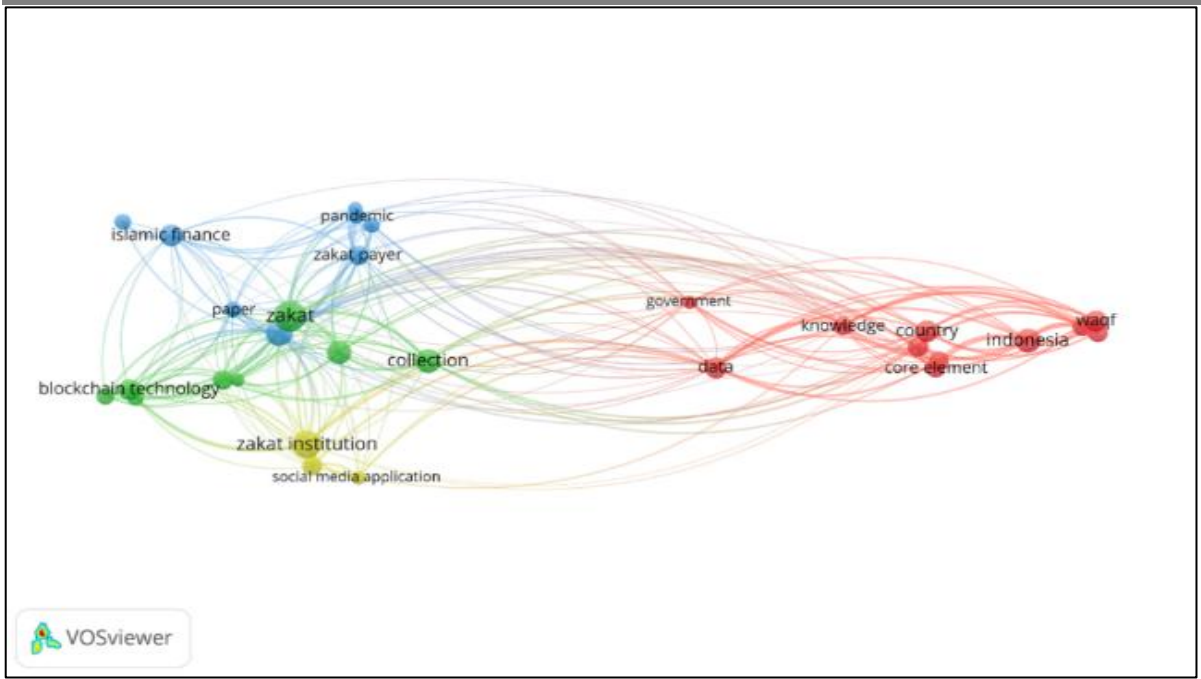 pandemic
islamic finance
zakat payer
government
paper
zakat
waqf
knowledge
country
indonesia
collection
data
core element
blockchain technology
zakat institution
social media application
VOSviewer